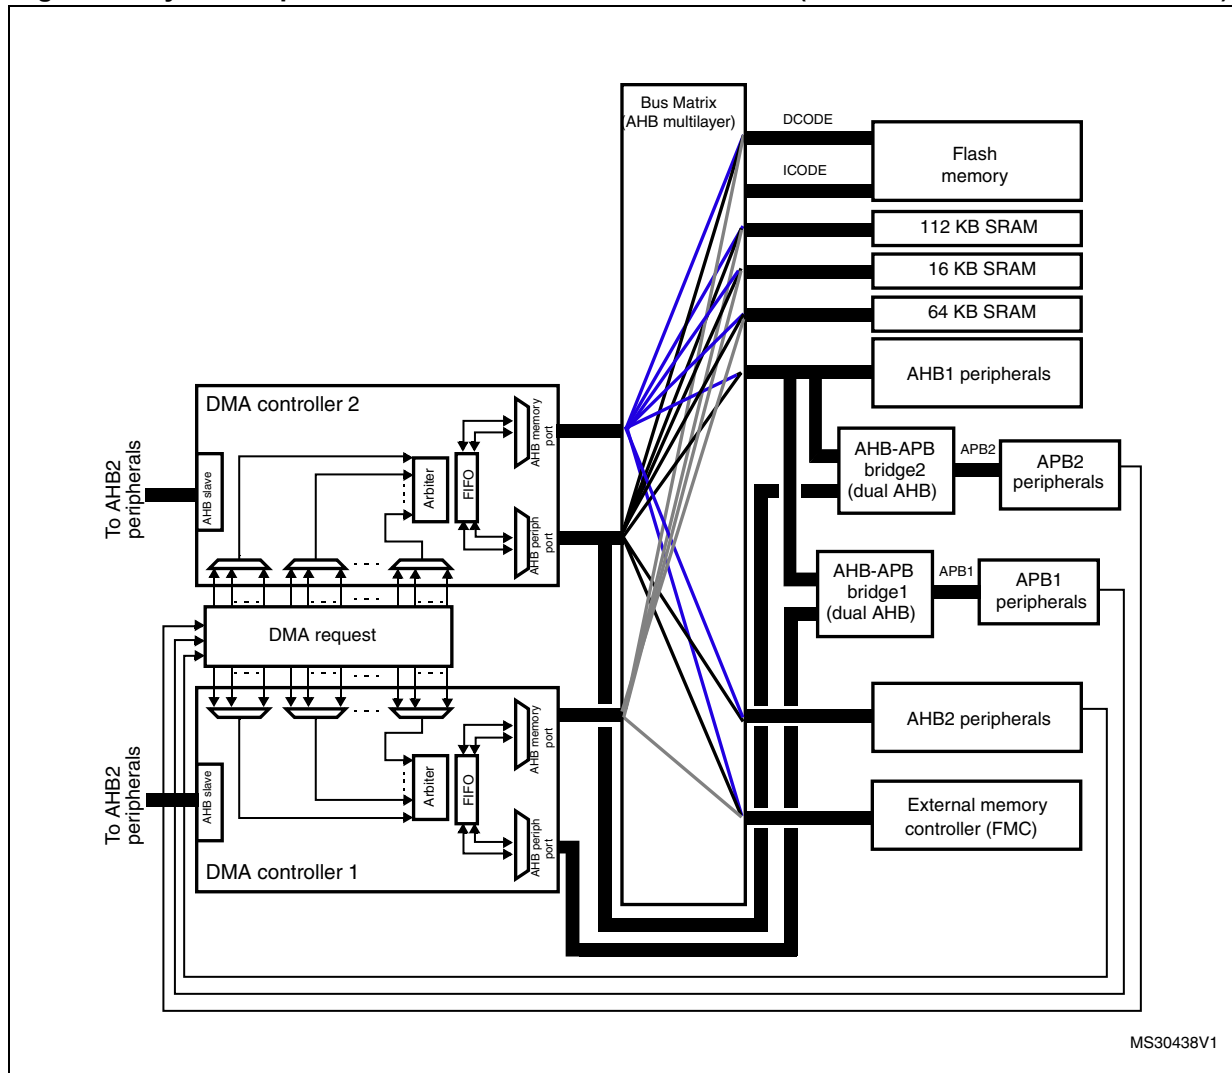 Bus Matrix
(AHB multilayer)
DCODE
ICODE
Flash
memory
112 KB SRAM
16 KB SRAM
64 KB SRAM
AHB1 peripherals
DMA controller 2
To AHB2
peripherals
AHB slave
Arbiter
FIFO
AHB memory
port
AHB periph
port
AHB-APB
bridge2
(dual AHB)
APB2
APB2
peripherals
AHB-APB
bridge1
(dual AHB)
APB1
APB1
peripherals
DMA request
AHB2 peripherals
External memory
controller (FMC)
To AHB2
peripherals
AHB slave
Arbiter
FIFO
AHB memory
port
AHB periph
port
DMA controller 1
MS30438V1